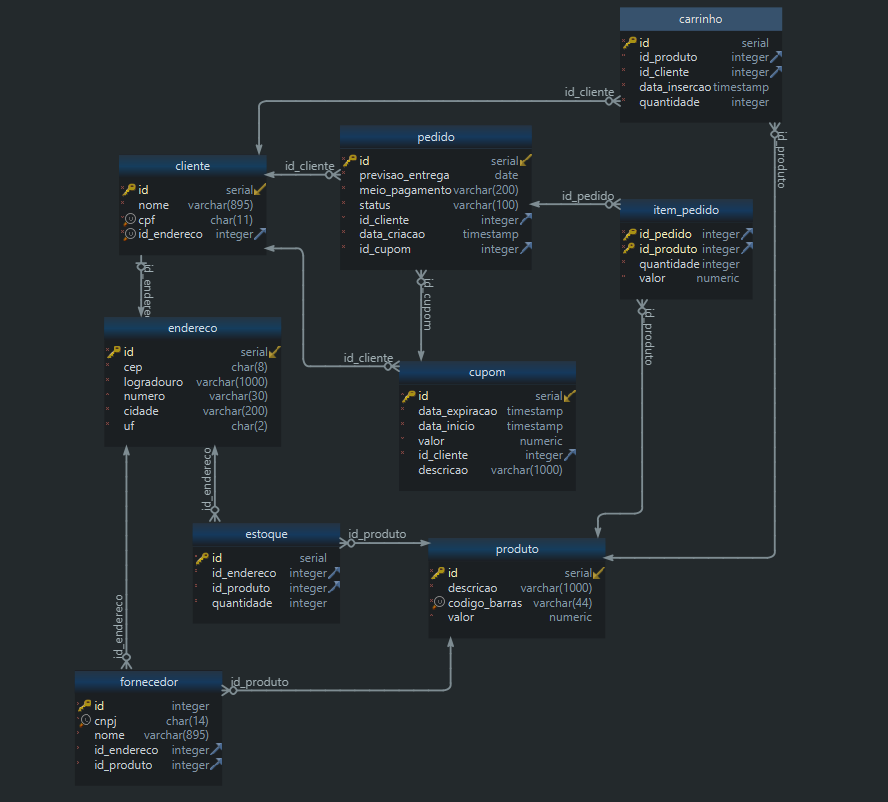 carrinho
id serial
id_produto integer
id_cliente integer
data_insercao timestamp
quantidade integer
id_cliente
id_produto
pedido
id serial
previsao_entrega date
meio_pagamento varchar(200)
status varchar(100)
id_cliente integer
data_criacao timestamp
id_cupom integer
cliente
id serial
nome varchar(895)
cpf char(11)
id_endereco integer
id_cliente
id_pedido
item_pedido
id_pedido integer
id_produto integer
quantidade integer
valor numeric
id_cupom
id_produto
endereco
id serial
cep char(8)
logradouro varchar(1000)
numero varchar(30)
cidade varchar(200)
uf char(2)
id_cliente
cupom
id serial
data_expiracao timestamp
data_inicio timestamp
valor numeric
id_cliente integer
descricao varchar(1000)
id_endereco
estoque
id serial
id_endereco integer
id_produto integer
quantidade integer
id_produto
produto
id serial
descricao varchar(1000)
codigo_barras varchar(44)
valor numeric
id_endereco
fornecedor
id integer
cnpj char(14)
nome varchar(895)
id_endereco integer
id_produto integer
id_produto